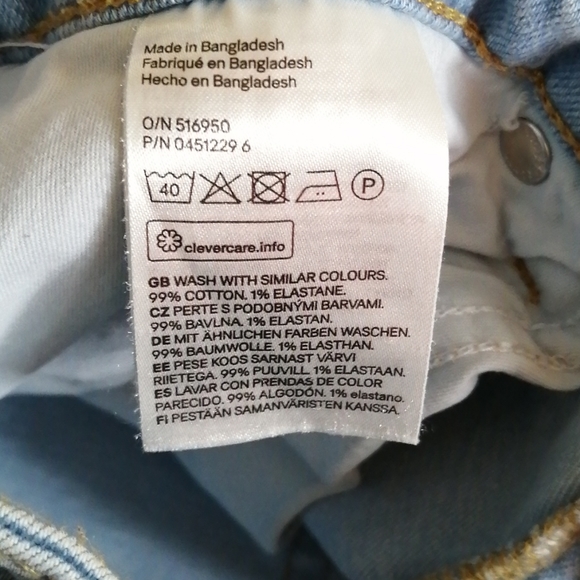 Made in Bangladesh
Fabriqué en Bangladesh
Hecho en Bangladesh
O/N 516950
P/N 0451229 6
40
P
clevercare.info
GB WASH WITH SIMILAR COLOURS.
99% COTTON. 1% ELASTANE.
CZ PERTE S PODOBNÝMI BARVAMI.
99% BAVLNA. 1% ELASTAN.
DE MIT ÄHNLICHEN FARBEN WASCHEN.
99% BAUMWOLLE. 1% ELASTHAN.
EE PESE KOOS SARNAST VÄRVI
RIIETEGA. 99% PUUVILL. 1% ELASTAAN.
ES LAVAR CON PRENDAS DE COLOR
PARECIDO. 99% ALGODÓN. 1% elastano.
FI PESTÄÄN SAMANVÄRISTEN KANSSA.